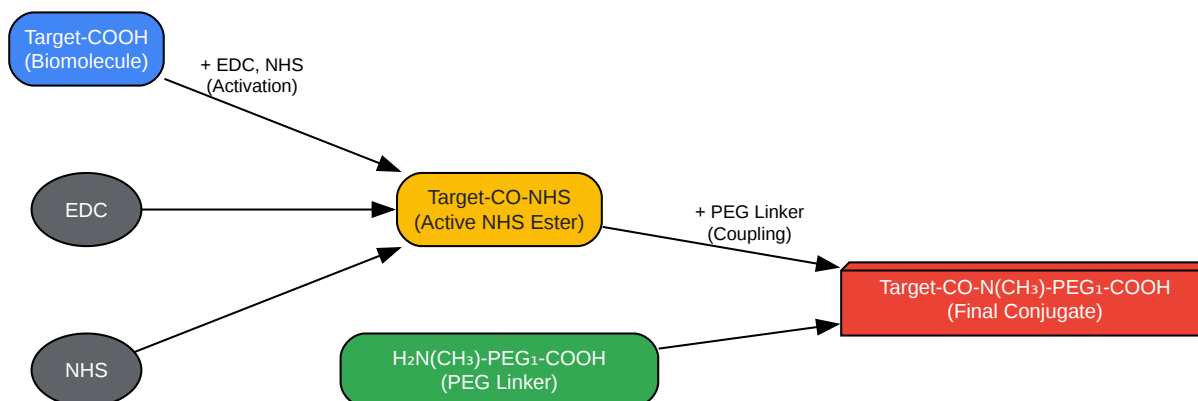 Target-COOH
(Biomolecule)
+ EDC, NHS
(Activation)
EDC
Target-CO-NHS
(Active NHS Ester)
+ PEG Linker
(Coupling)
Target-CO-N(CH₃)-PEG₁-COOH
(Final Conjugate)
NHS
H₂N(CH₃)-PEG₁-COOH
(PEG Linker)